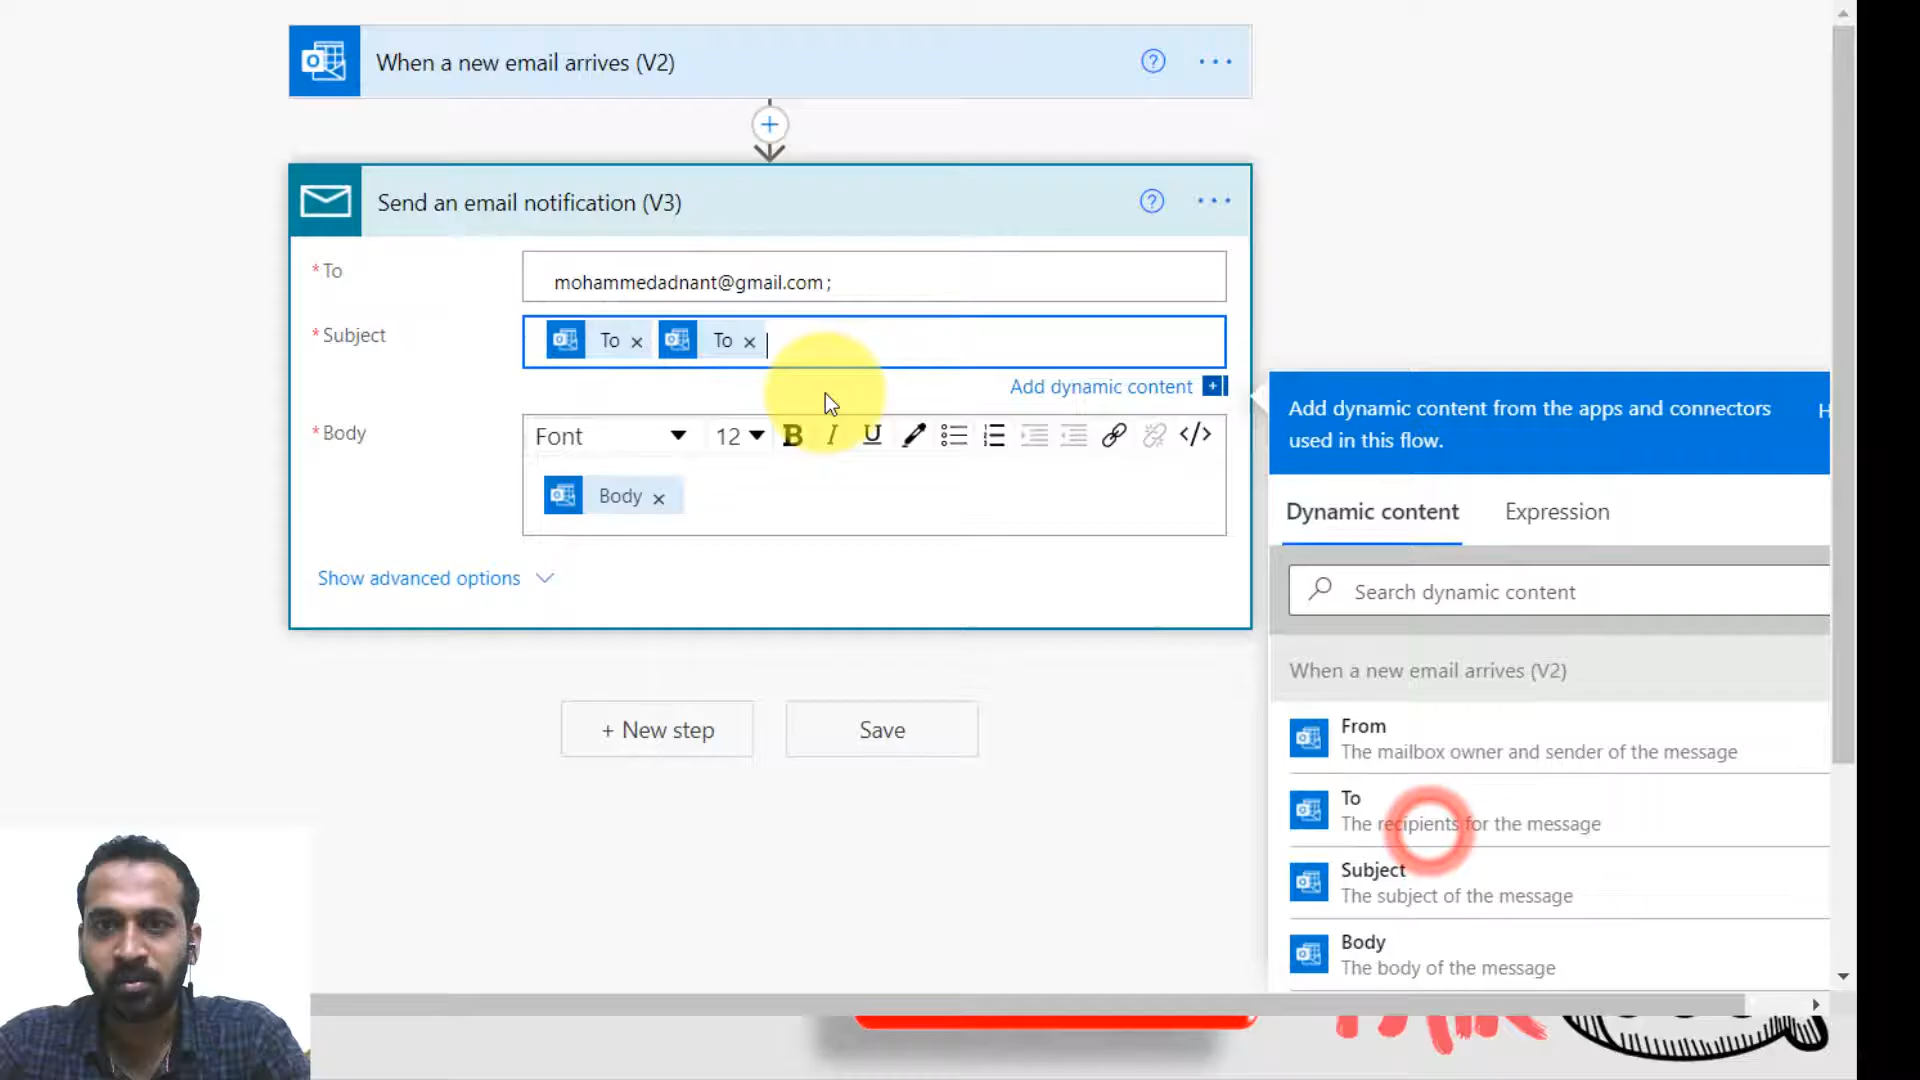 When a new email arrives (V2)
Send an email notification (V3)
* To
mohammedadnant@gmail.com;
* Subject
To × To ×
Add dynamic content +
* Body
Font 12 B I U </>
Body ×
Show advanced options
+ New step
Save
Add dynamic content from the apps and connectors
used in this flow.
Dynamic content Expression
Search dynamic content
When a new email arrives (V2)
From
The mailbox owner and sender of the message
To
The recipients for the message
Subject
The subject of the message
Body
The body of the message